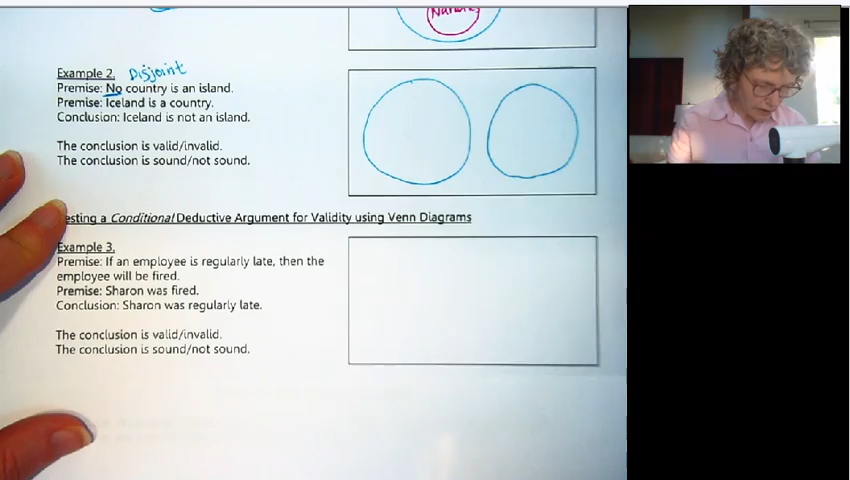 Example 2. Disjoint
Premise: No country is an island.
Premise: Iceland is a country.
Conclusion: Iceland is not an island.
The conclusion is valid/invalid.
The conclusion is sound/not sound.
esting a Conditional Deductive Argument for Validity using Venn Diagrams
Example 3.
Premise: If an employee is regularly late, then the
employee will be fired.
Premise: Sharon was fired.
Conclusion: Sharon was regularly late.
The conclusion is valid/invalid.
The conclusion is sound/not sound.